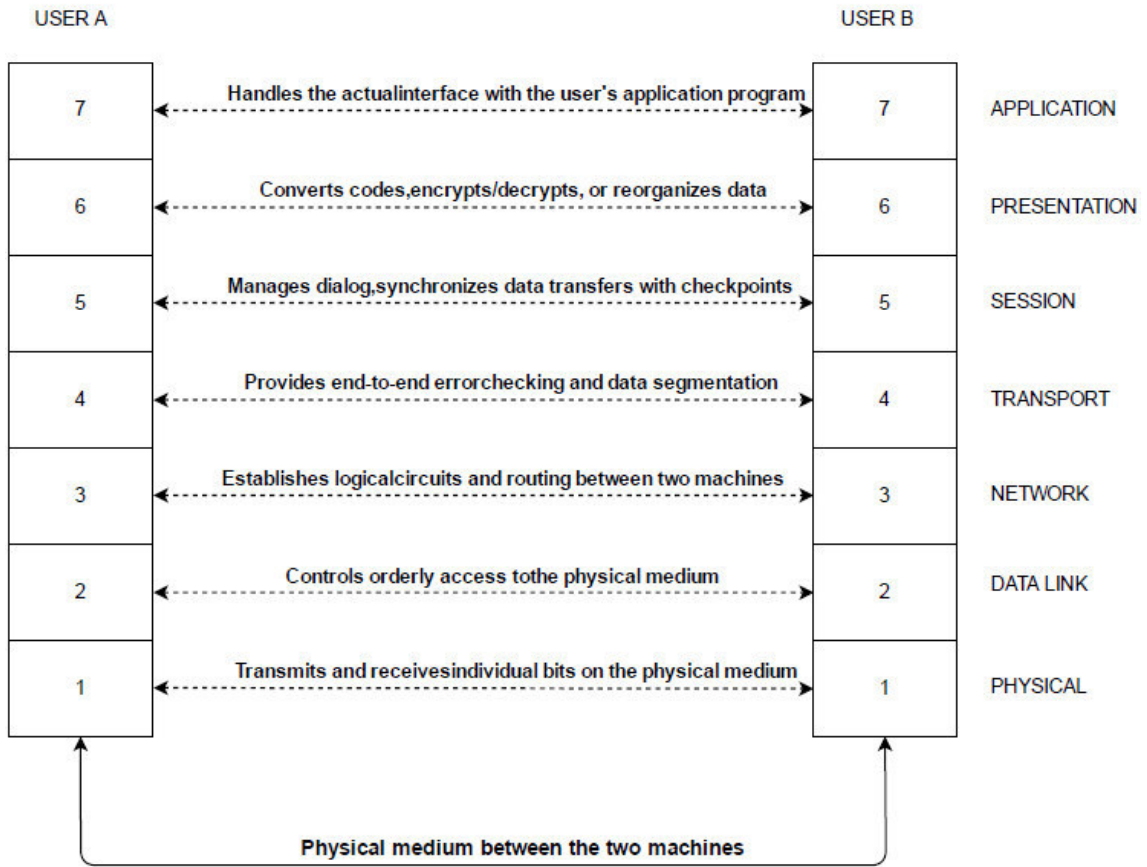 USER A
USER B
7
Handles the actualinterface with the user's application program
7
APPLICATION
6
Converts codes,encrypts/decrypts, or reorganizes data
6
PRESENTATION
5
Manages dialog,synchronizes data transfers with checkpoints
5
SESSION
4
Provides end-to-end errorchecking and data segmentation
4
TRANSPORT
3
Establishes logicalcircuits and routing between two machines
3
NETWORK
2
Controls orderly access tothe physical medium
2
DATA LINK
1
Transmits and receivesindividual bits on the physical medium
1
PHYSICAL
Physical medium between the two machines